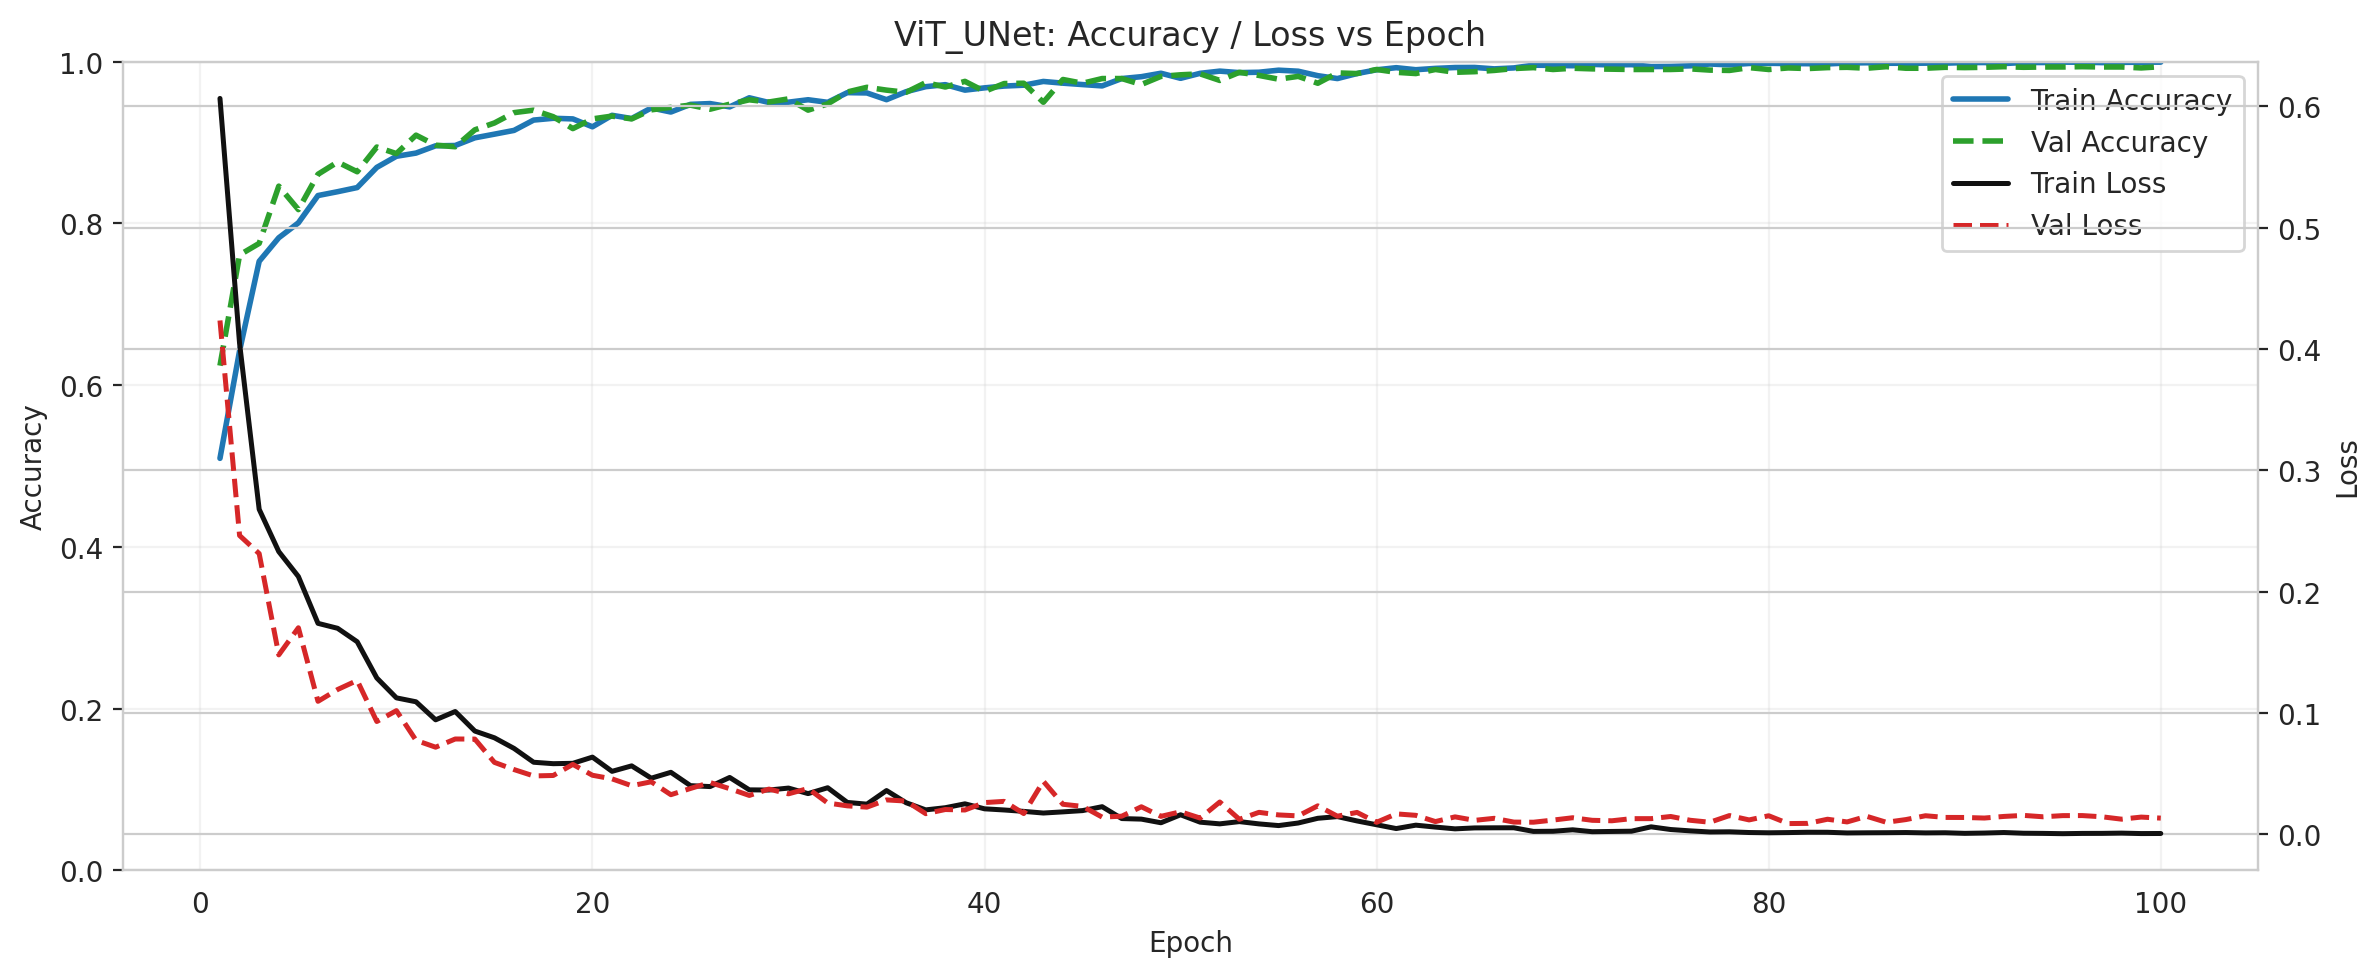 ViT_UNet: Accuracy / Loss vs Epoch
1.0
0.8
0.6
0.4
0.2
0.0
Accuracy
0
20
40
60
80
100
Epoch
0.6
0.5
0.4
0.3
0.2
0.1
0.0
Loss
Train Accuracy
Val Accuracy
Train Loss
Val Loss